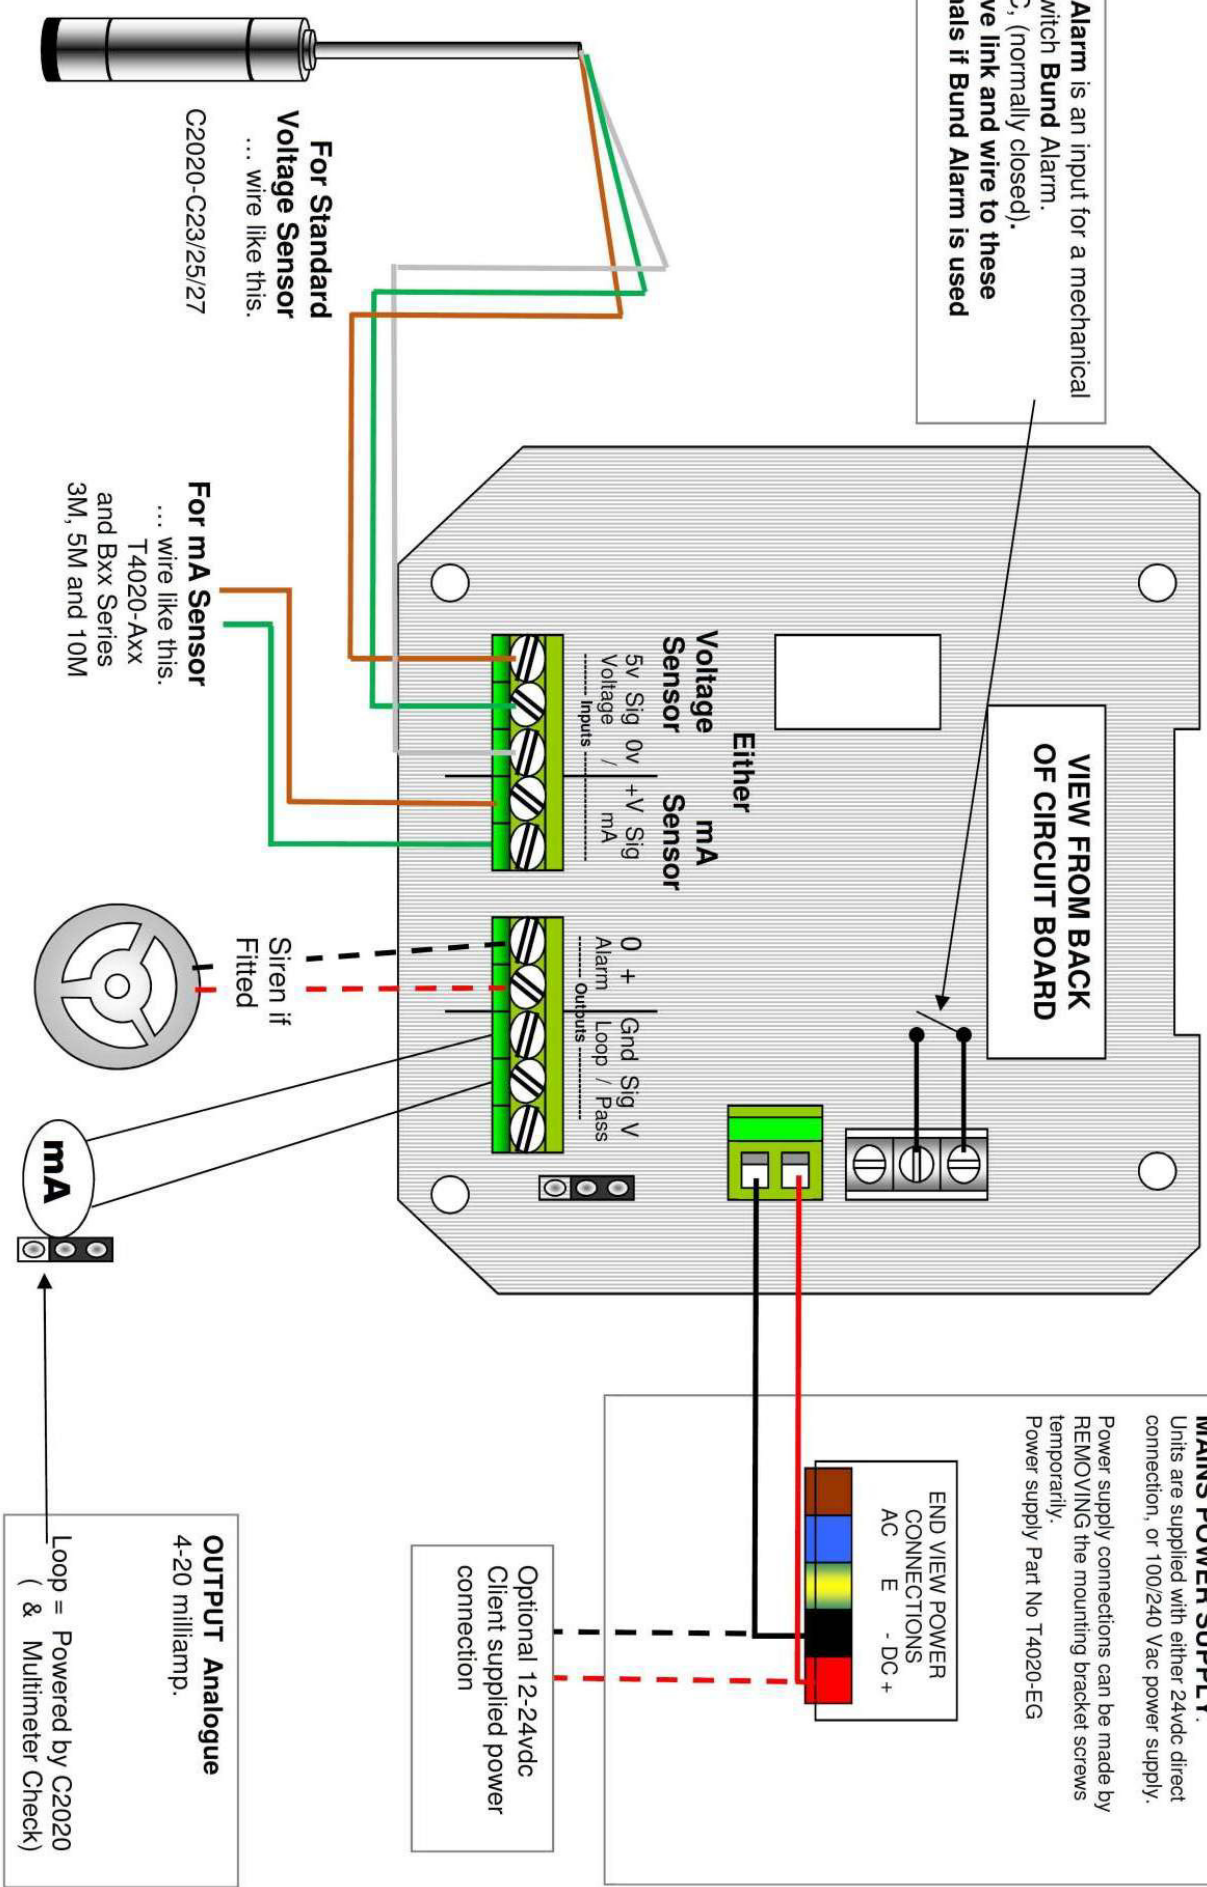 Alarm is an input for a mechanical
witch Bund Alarm.
C, (normally closed).
ve link and wire to these
nals if Bund Alarm is used
VIEW FROM BACK
OF CIRCUIT BOARD
MAINS POWER SUPPLY.
Units are supplied with either 24vdc direct
connection, or 100/240 Vac power supply.
Power supply connections can be made by
REMOVING the mounting bracket screws
temporarily.
Power supply Part No T4020-EG
END VIEW POWER
CONNECTIONS
AC E - DC +
Optional 12-24vdc
Client supplied power
connection
Either
Voltage
Sensor
mA
Sensor
5v Sig 0v +V Sig
Voltage / mA
------ Inputs ------------------
0 + Gnd Sig V
Alarm Loop / Pass
------ Outputs ---------------
For Standard
Voltage Sensor
... wire like this.
C2020-C23/25/27
For mA Sensor
... wire like this.
T4020-Axx
and Bxx Series
3M, 5M and 10M
Siren if
Fitted
mA
OUTPUT Analogue
4-20 milliamp.
Loop = Powered by C2020
( & Multimeter Check)